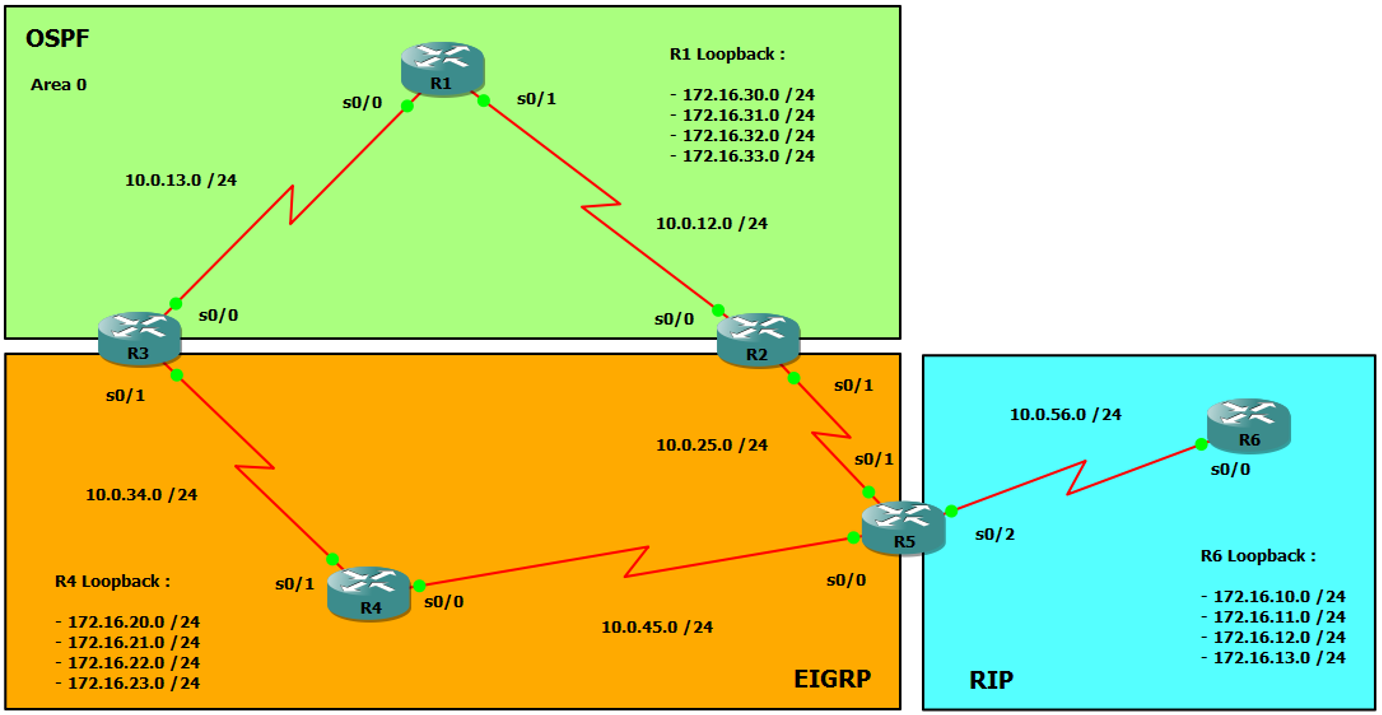 OSPF
Area 0
R1
s0/0
s0/1
R1 Loopback :
- 172.16.30.0 /24
- 172.16.31.0 /24
- 172.16.32.0 /24
- 172.16.33.0 /24
10.0.13.0 /24
10.0.12.0 /24
s0/0
s0/0
R3
R2
s0/1
s0/1
10.0.25.0 /24
s0/1
10.0.34.0 /24
R5
s0/2
10.0.56.0 /24
R6
s0/0
R4 Loopback :
- 172.16.20.0 /24
- 172.16.21.0 /24
- 172.16.22.0 /24
- 172.16.23.0 /24
s0/1
R4
s0/0
s0/0
10.0.45.0 /24
EIGRP
R6 Loopback :
- 172.16.10.0 /24
- 172.16.11.0 /24
- 172.16.12.0 /24
- 172.16.13.0 /24
RIP